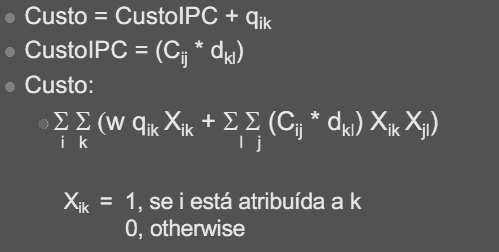 Custo = CustoIPC + qik
CustoIPC = (Cij * dkl)
Custo:
Σ Σ (w qik Xik + Σ Σ (Cij * dkl) Xik Xjl)
i k l j
Xik = 1, se i está atribuída a k
0, otherwise